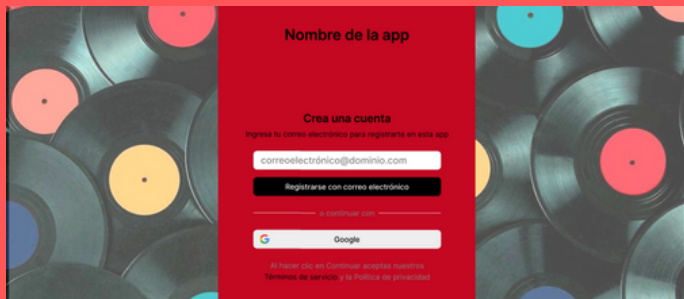 Nombre de la app
Crea una cuenta
Ingrese tu correo electrónico para registrarte en esta app
correoelectrónico@dominio.com
Registrarse con correo electrónico
o continuar con
Google
Al hacer clic en Continuar aceptas nuestros
Términos de servicio y la Política de privacidad